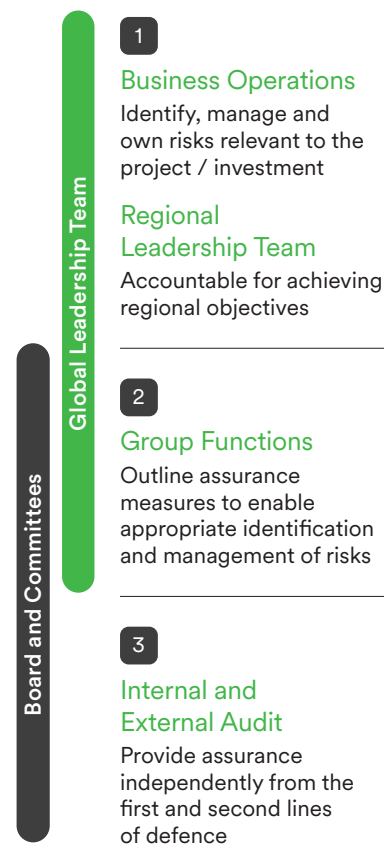 1
Business Operations
Identify, manage and
own risks relevant to the
project / investment
Regional
Leadership Team
Accountable for achieving
regional objectives
Global Leadership Team
2
Group Functions
Outline assurance
measures to enable
appropriate identification
and management of risks
Board and Committees
3
Internal and
External Audit
Provide assurance
independently from the
first and second lines
of defence